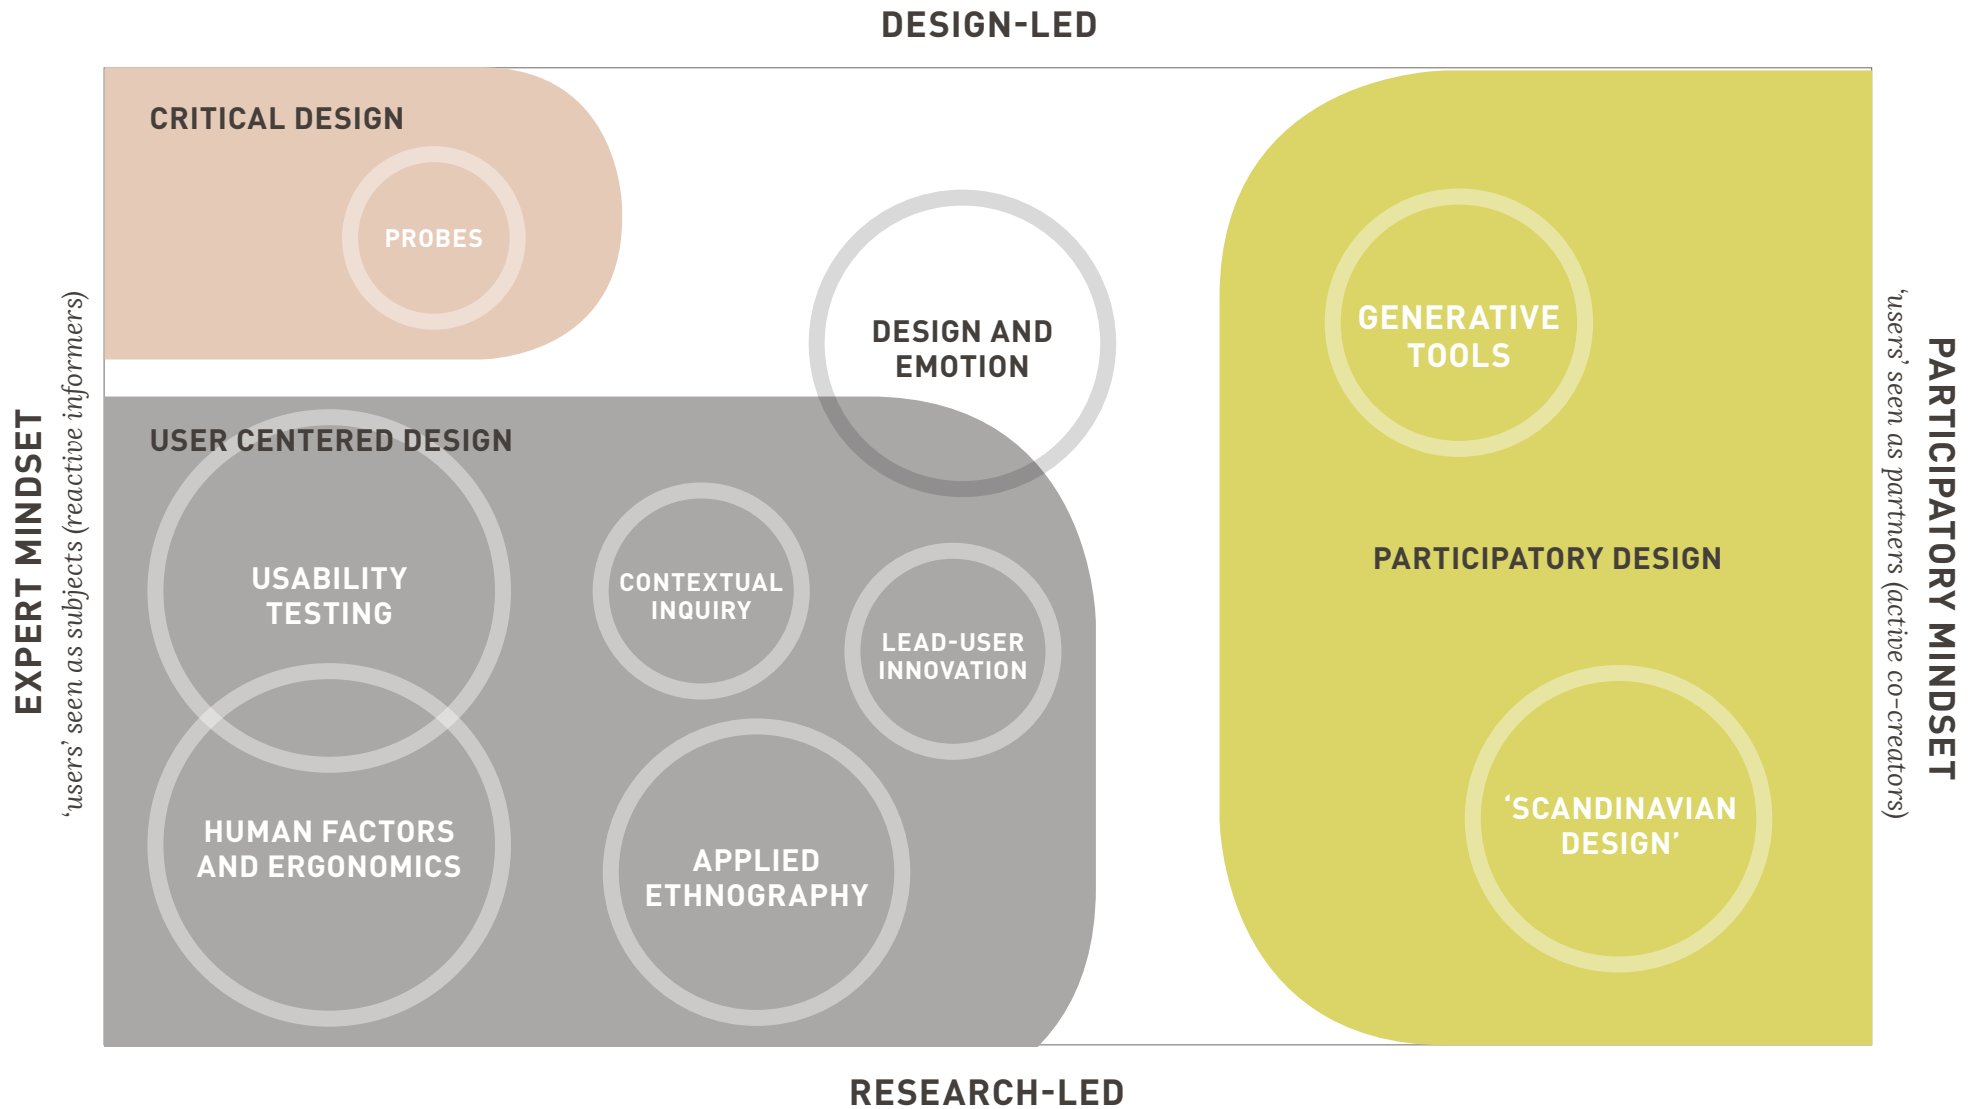 DESIGN-LED
CRITICAL DESIGN
PROBES
DESIGN AND
EMOTION
GENERATIVE
TOOLS
EXPERT MINDSET
‘users’ seen as subjects (reactive informers)
USER CENTERED DESIGN
USABILITY
TESTING
CONTEXTUAL
INQUIRY
LEAD-USER
INNOVATION
HUMAN FACTORS
AND ERGONOMICS
APPLIED
ETHNOGRAPHY
PARTICIPATORY DESIGN
‘SCANDINAVIAN
DESIGN’
‘users’ seen as partners (active co-creators)
PARTICIPATORY MINDSET
RESEARCH-LED